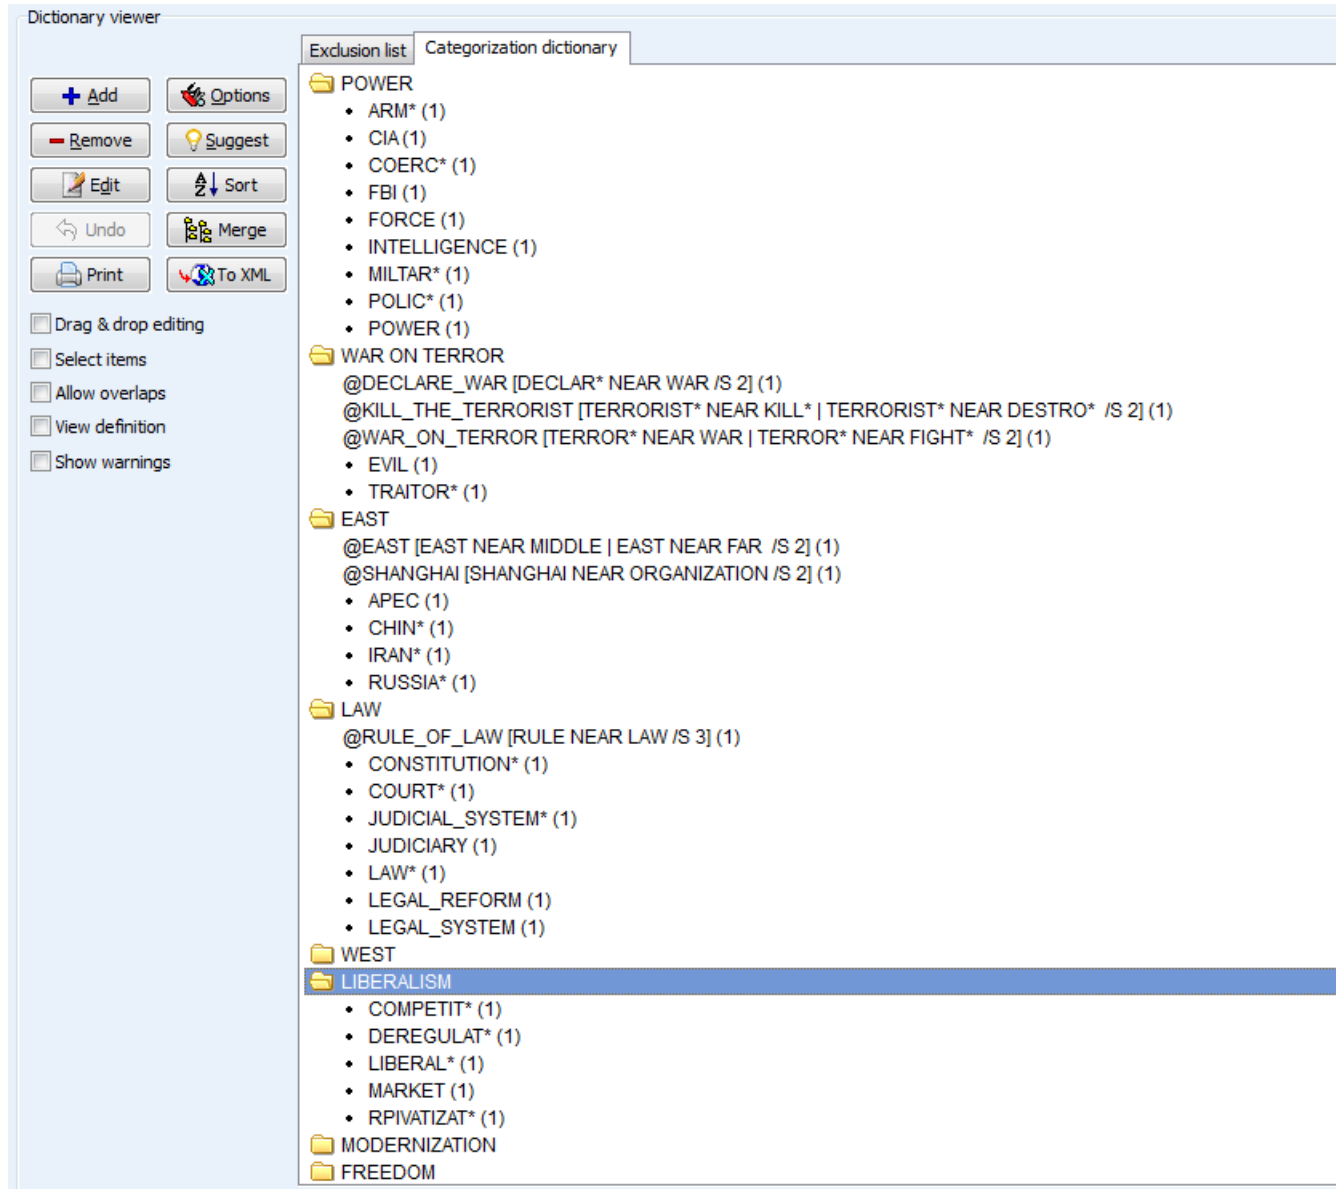 Dictionary viewer
Exclusion list
Categorization dictionary
Add
Options
Remove
Suggest
Edit
Sort
Undo
Merge
Print
To XML
Drag & drop editing
Select items
Allow overlaps
View definition
Show warnings
POWER
ARM* (1)
CIA (1)
COERC* (1)
FBI (1)
FORCE (1)
INTELLIGENCE (1)
MILTAR* (1)
POLIC* (1)
POWER (1)
WAR ON TERROR
@DECLARE_WAR [DECLAR* NEAR WAR /S 2] (1)
@KILL_THE_TERRORIST [TERRORIST* NEAR KILL* | TERRORIST* NEAR DESTRO* /S 2] (1)
@WAR_ON_TERROR [TERROR* NEAR WAR | TERROR* NEAR FIGHT* /S 2] (1)
EVIL (1)
TRAITOR* (1)
EAST
@EAST [EAST NEAR MIDDLE | EAST NEAR FAR /S 2] (1)
@SHANGHAI [SHANGHAI NEAR ORGANIZATION /S 2] (1)
APEC (1)
CHIN* (1)
IRAN* (1)
RUSSIA* (1)
LAW
@RULE_OF_LAW [RULE NEAR LAW /S 3] (1)
CONSTITUTION* (1)
COURT* (1)
JUDICIAL_SYSTEM* (1)
JUDICIARY (1)
LAW* (1)
LEGAL_REFORM (1)
LEGAL_SYSTEM (1)
WEST
LIBERALISM
COMPETIT* (1)
DEREGULAT* (1)
LIBERAL* (1)
MARKET (1)
RPIVATIZAT* (1)
MODERNIZATION
FREEDOM